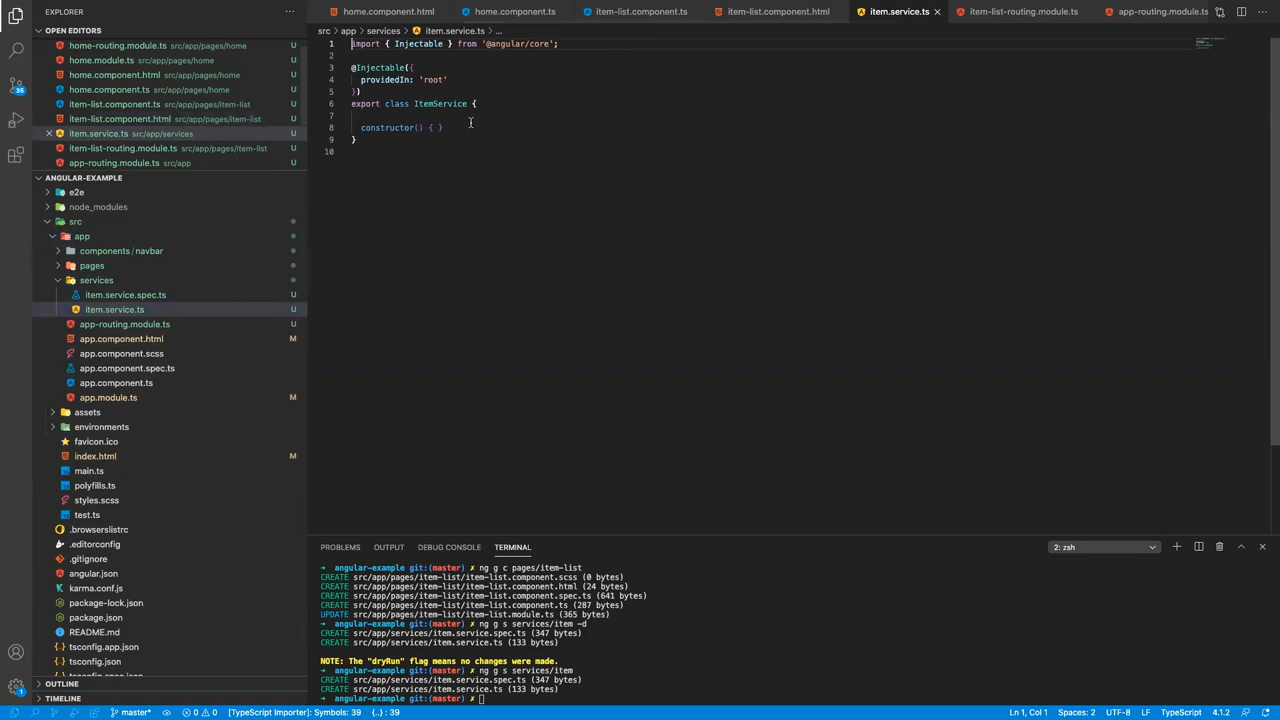 EXPLORER
OPEN EDITORS
home-routing.module.ts src/app/pages/home U
home.module.ts src/app/pages/home U
home.component.html src/app/pages/home U
home.component.ts src/app/pages/home U
item-list.component.ts src/app/pages/item-list U
item-list.component.html src/app/pages/item-list U
item.service.ts src/app/services U
item-list-routing.module.ts src/app/pages/item-list U
app-routing.module.ts src/app U
ANGULAR-EXAMPLE
e2e
node_modules
src
app
components / navbar
pages
services
item.service.spec.ts U
item.service.ts U
app-routing.module.ts U
app.component.html M
app.component.scss
app.component.spec.ts
app.component.ts
app.module.ts M
assets
environments
favicon.ico
index.html M
main.ts
polyfills.ts
styles.scss
test.ts
.browserslistrc
.editorconfig
.gitignore
angular.json
karma.conf.js
package-lock.json
package.json
README.md
tsconfig.app.json
tsconfig.json
OUTLINE
TIMELINE
35
1
home.component.html home.component.ts item-list.component.ts item-list.component.html item.service.ts item-list-routing.module.ts app-routing.module.ts
src > app > services > item.service.ts > ...
1 import { Injectable } from '@angular/core';
2
3 @Injectable({
4 providedIn: 'root'
5 })
6 export class ItemService {
7
8 constructor() { }
9 }
10
PROBLEMS OUTPUT DEBUG CONSOLE TERMINAL 2: zsh
➜ angular-example git:(master) ✗ ng g c pages/item-list
CREATE src/app/pages/item-list/item-list.component.scss (0 bytes)
CREATE src/app/pages/item-list/item-list.component.html (24 bytes)
CREATE src/app/pages/item-list/item-list.component.spec.ts (641 bytes)
CREATE src/app/pages/item-list/item-list.component.ts (287 bytes)
UPDATE src/app/pages/item-list/item-list.module.ts (365 bytes)
➜ angular-example git:(master) ✗ ng g s services/item -d
CREATE src/app/services/item.service.spec.ts (347 bytes)
CREATE src/app/services/item.service.ts (133 bytes)
NOTE: The "dryRun" flag means no changes were made.
➜ angular-example git:(master) ✗ ng g s services/item
CREATE src/app/services/item.service.spec.ts (347 bytes)
CREATE src/app/services/item.service.ts (133 bytes)
➜ angular-example git:(master) ✗
master* 0 0 [TypeScript Importer]: Symbols: 39 {..} : 39 Ln 1, Col 1 Spaces: 2 UTF-8 LF TypeScript 4.1.2